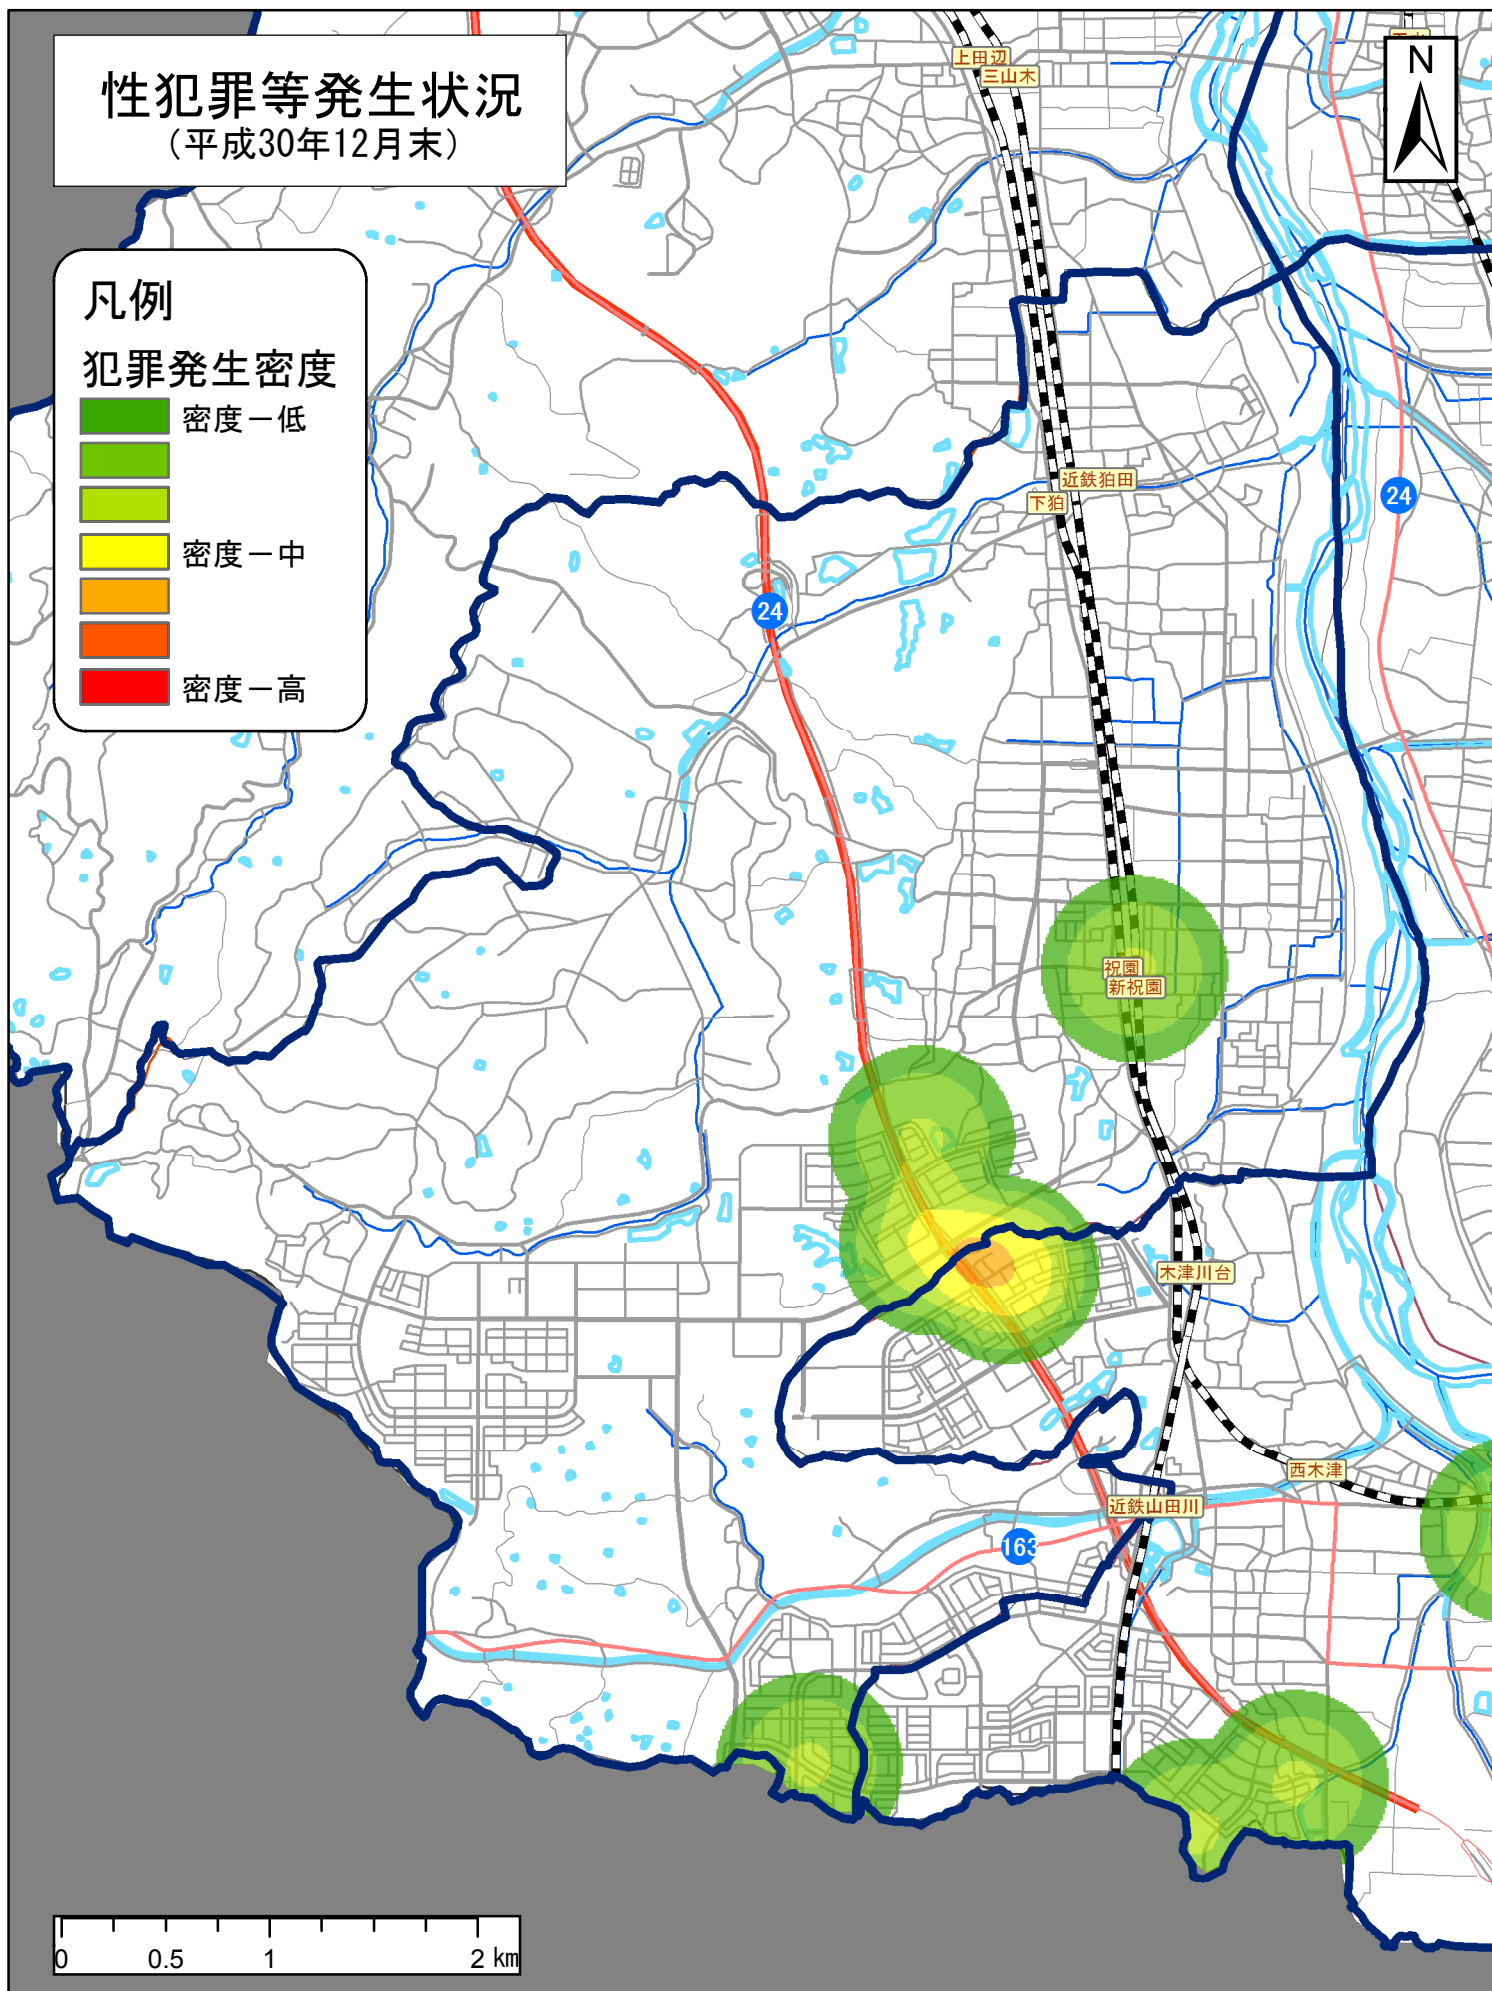 性犯罪等発生状況
(平成30年12月末)
N
凡例
犯罪発生密度
密度－低
密度－中
密度－高
上田辺
三山木
近鉄狛田
下狛
24
24
祝園
新祝園
木津川台
西木津
近鉄山田川
163
0 0.5 1 2 km